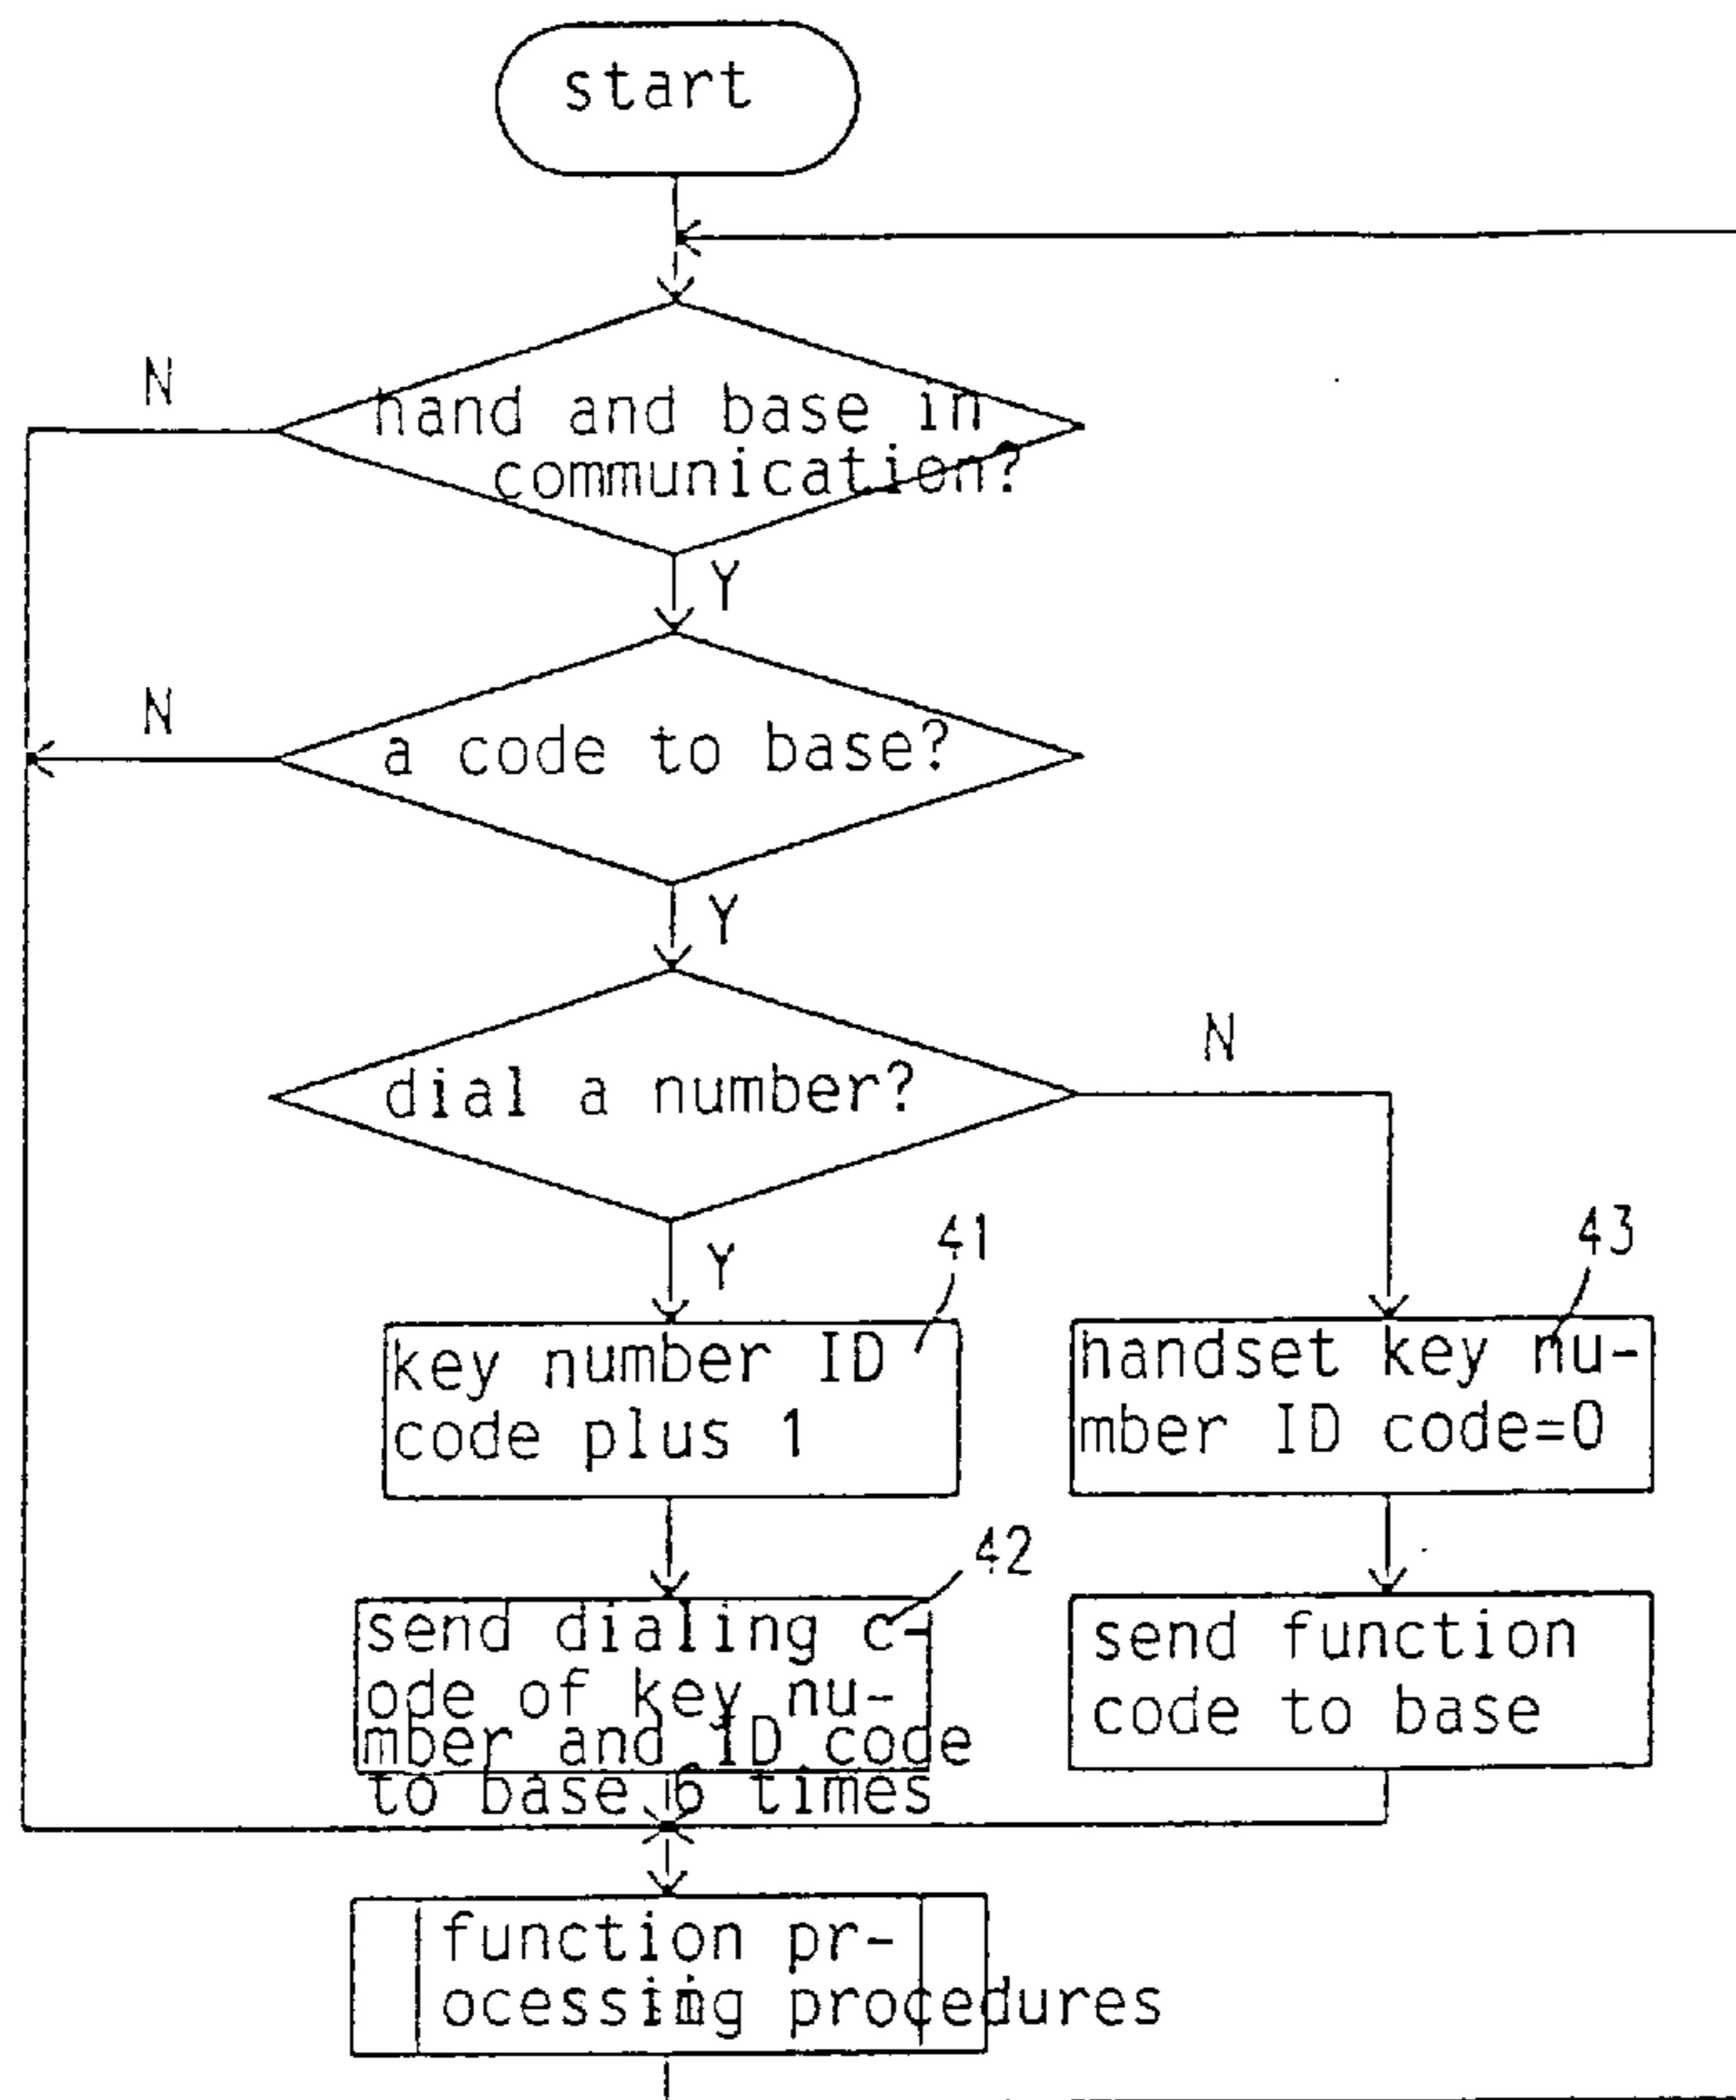 start
N
hand and base in
communication?
Y
N
a code to base?
Y
dial a number?
N
Y
41
43
key number ID
code plus 1
handset key nu-
mber ID code=0
42
send dialing c-
ode of key nu-
mber and ID code
to base 6 times
send function
code to base
function pr-
ocessing procedures